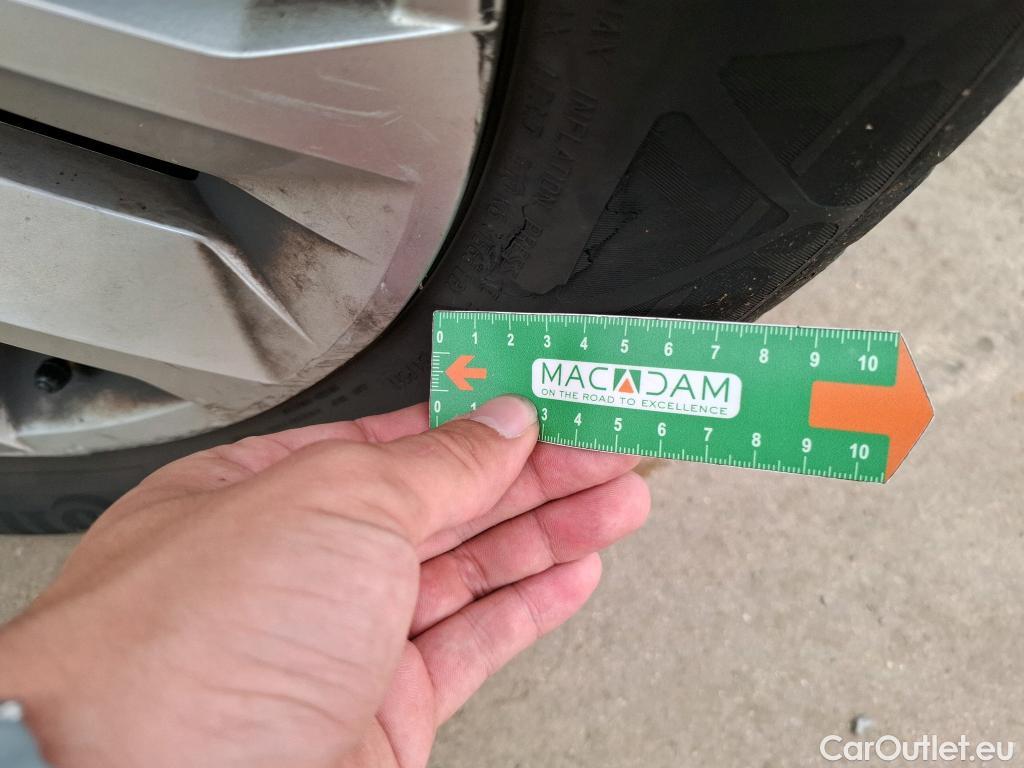 INFLATION PRESS
0 1 2 3 4 5 6 7 8 9 10
MACADAM
ON THE ROAD TO EXCELLENCE
0 1 3 4 5 6 7 8 9 10
CarOutlet.eu